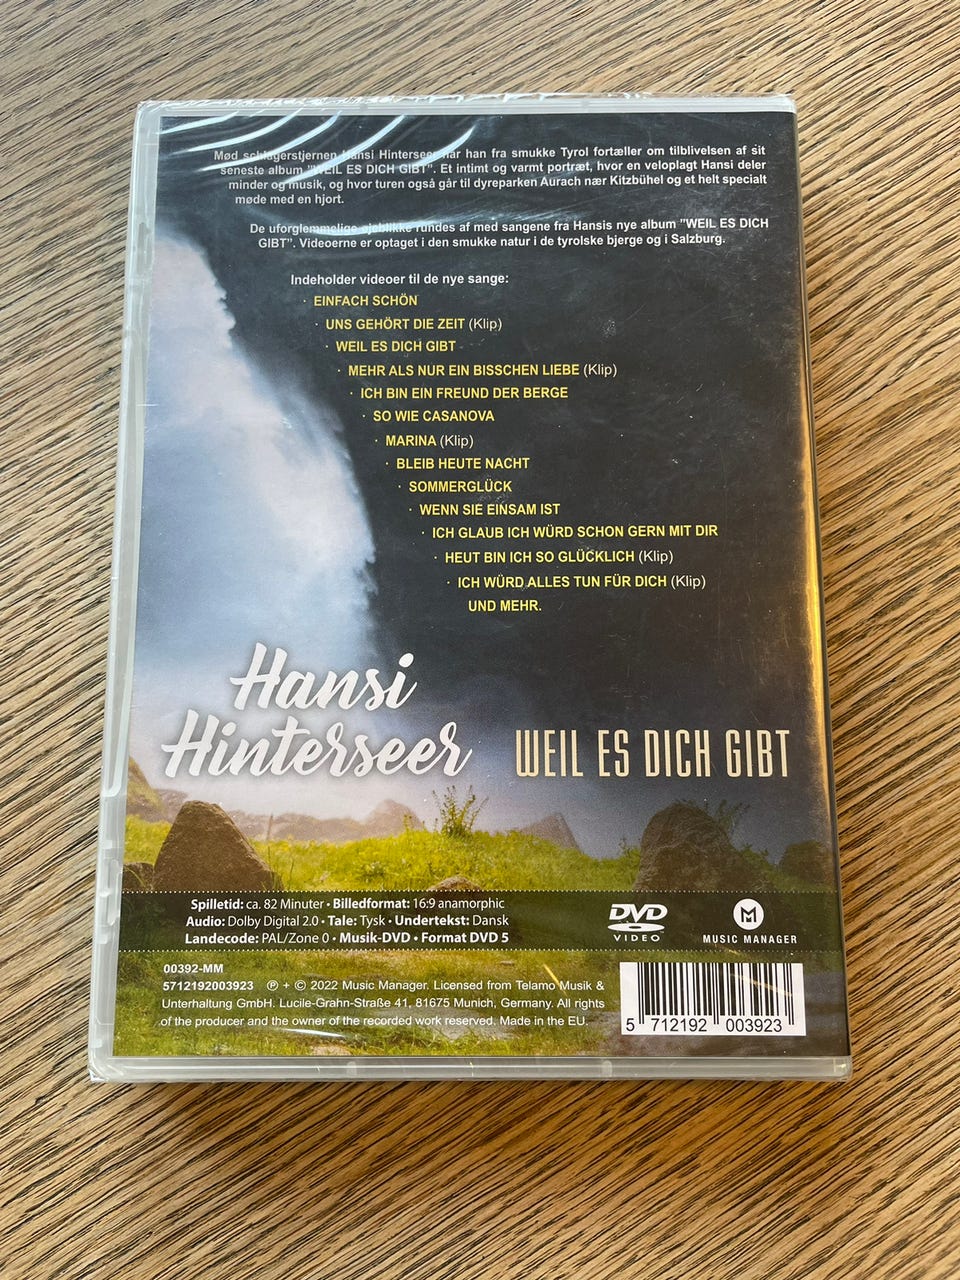 Mød schlagerstjernen Hansi Hinterseer når han fra smukke Tyrol fortæller om tilblivelsen af sit
seneste album "WEIL ES DICH GIBT". Et intimt og varmt portræt, hvor en veloplagt Hansi deler
minder og musik, og hvor turen også går til dyreparken Aurach nær Kitzbühel og et helt specialt
møde med en hjort.
De uforglemmelige øjeblikke rundes af med sangene fra Hansis nye album "WEIL ES DICH
GIBT". Videoerne er optaget i den smukke natur i de tyrolske bjerge og i Salzburg.
Indeholder videoer til de nye sange:
· EINFACH SCHÖN
· UNS GEHÖRT DIE ZEIT (Klip)
· WEIL ES DICH GIBT
· MEHR ALS NUR EIN BISSCHEN LIEBE (Klip)
· ICH BIN EIN FREUND DER BERGE
· SO WIE CASANOVA
· MARINA (Klip)
· BLEIB HEUTE NACHT
· SOMMERGLÜCK
· WENN SIE EINSAM IST
· ICH GLAUB ICH WÜRD SCHON GERN MIT DIR
· HEUT BIN ICH SO GLÜCKLICH (Klip)
· ICH WÜRD ALLES TUN FÜR DICH (Klip)
UND MEHR.
Hansi
Hinterseer
WEIL ES DICH GIBT
Spilletid: ca. 82 Minuter • Billedformat: 16:9 anamorphic
Audio: Dolby Digital 2.0 • Tale: Tysk • Undertekst: Dansk
Landecode: PAL/Zone 0 • Musik-DVD • Format DVD 5
DVD
VIDEO
M
MUSIC MANAGER
00392-MM
5712192003923 ℗ + © 2022 Music Manager. Licensed from Telamo Musik &
Unterhaltung GmbH. Lucile-Grahn-Straße 41, 81675 Munich, Germany. All rights
of the producer and the owner of the recorded work reserved. Made in the EU.
5 712192 003923